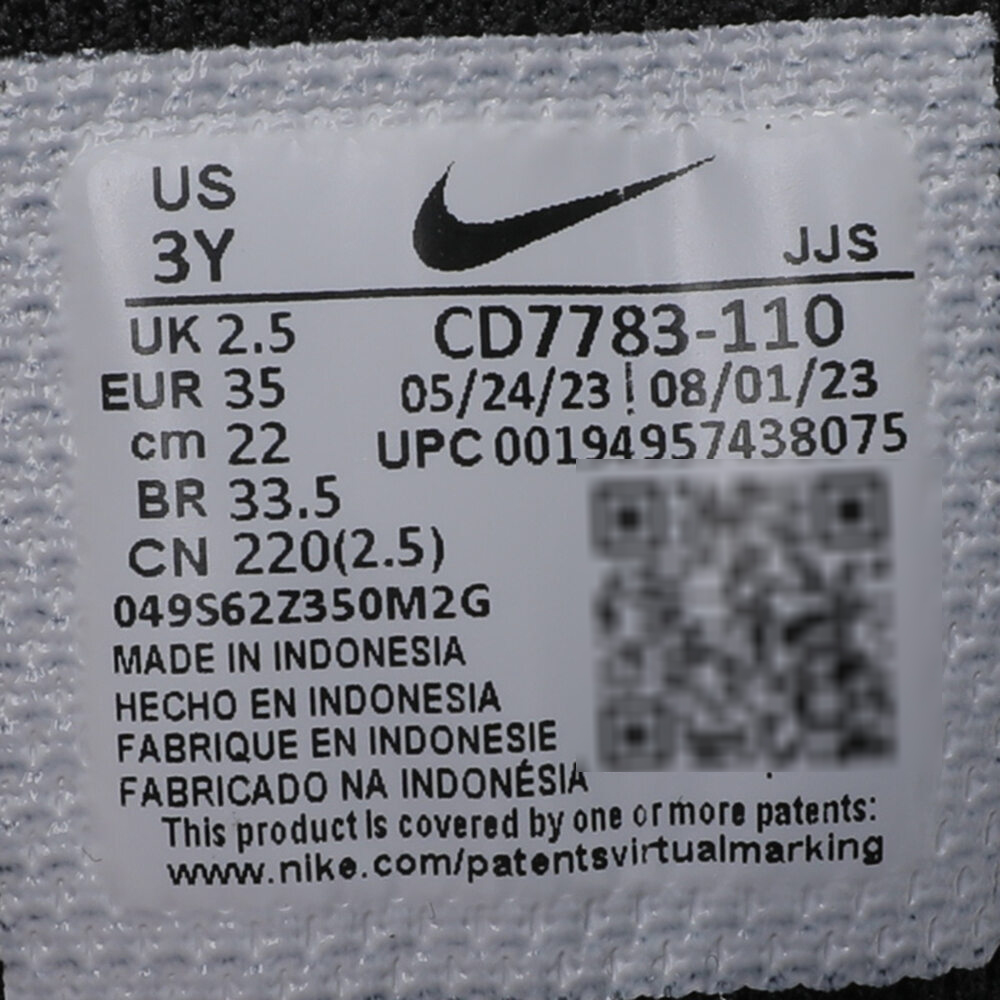 US
3Y
JJS
UK 2.5
CD7783-110
EUR 35
05/24/23 | 08/01/23
cm 22
UPC 00194957438075
BR 33.5
CN 220(2.5)
049S62Z350M2G
MADE IN INDONESIA
HECHO EN INDONESIA
FABRIQUE EN INDONESIE
FABRICADO NA INDONÉSIA
This product is covered by one or more patents:
www.nike.com/patentsvirtualmarking